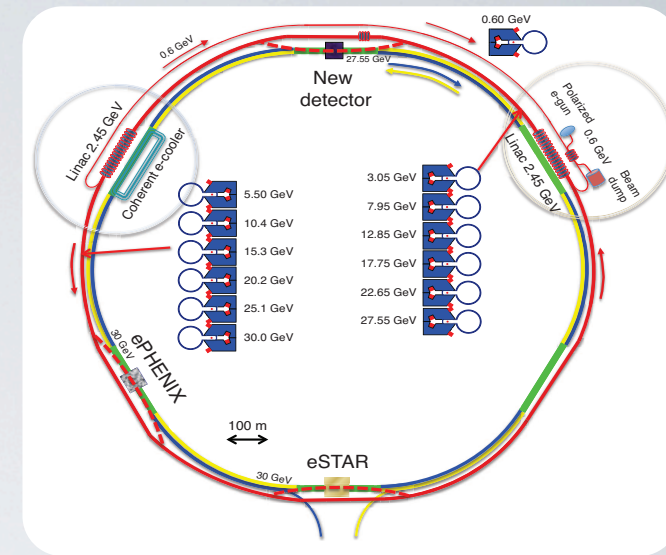 0.60 GeV
0.6 GeV
27.55 GeV
New
detector
Linac 2.45 GeV
Coherent e-cooler
Polarized
e-gun
0.6 GeV
Beam
dump
Linac 2.45 GeV
5.50 GeV
10.4 GeV
15.3 GeV
20.2 GeV
25.1 GeV
30.0 GeV
3.05 GeV
7.95 GeV
12.85 GeV
17.75 GeV
22.65 GeV
27.55 GeV
30 GeV
ePHENIX
100 m
eSTAR
30 GeV